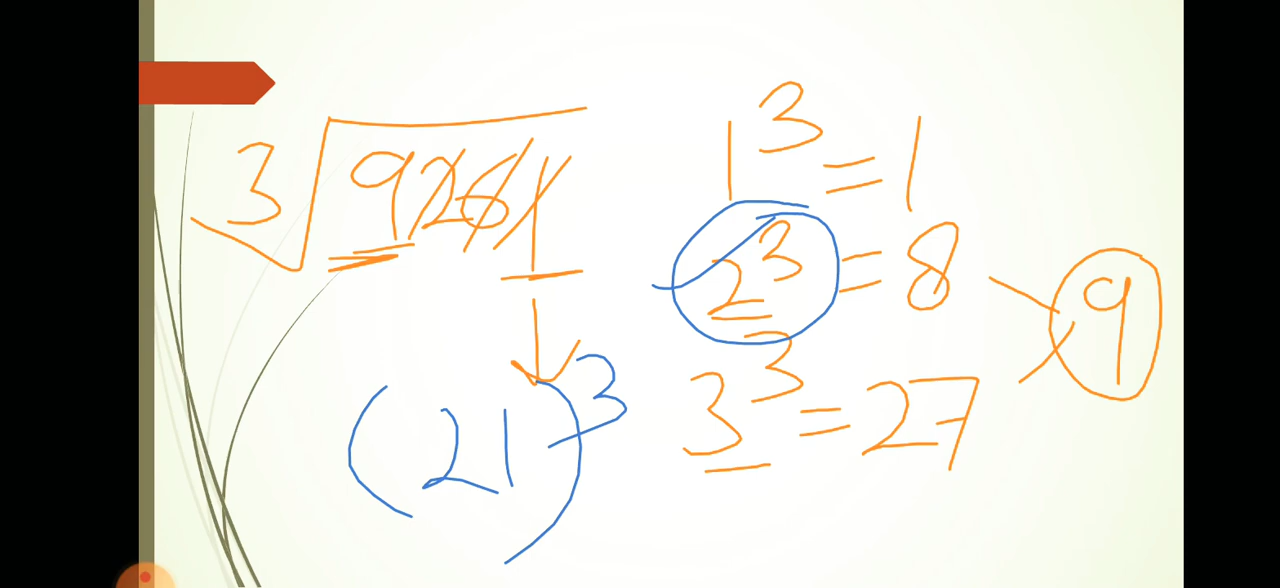 3√9261
(21)³
1³ = 1
2³ = 8
3³ = 27
9